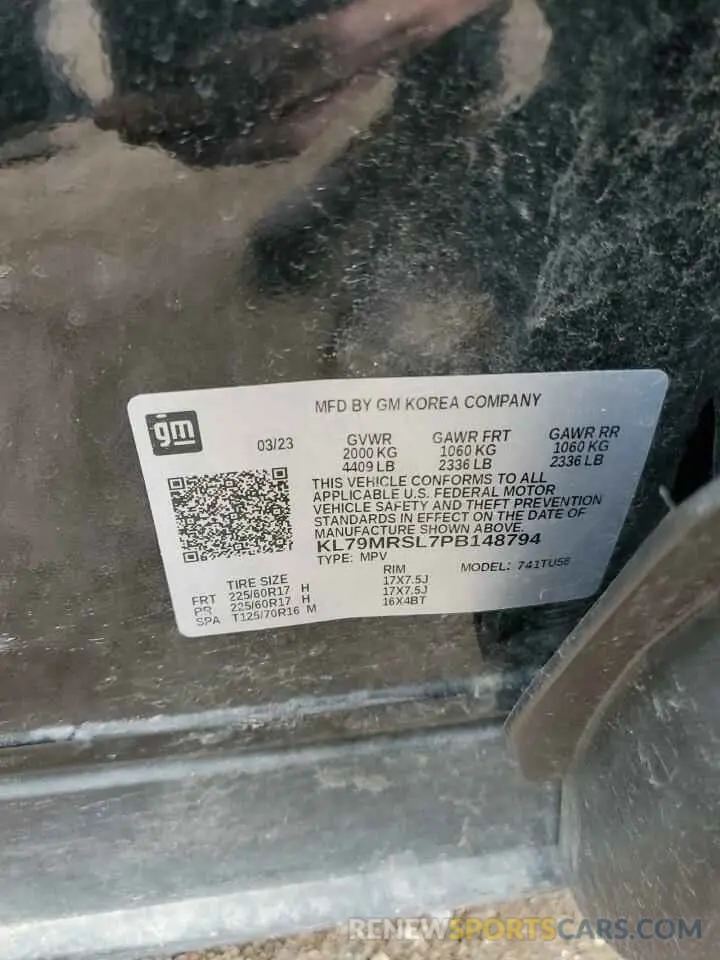 gm
MFD BY GM KOREA COMPANY
03/23
GVWR GAWR FRT GAWR RR
2000 KG 1060 KG 1060 KG
4409 LB 2336 LB 2336 LB
THIS VEHICLE CONFORMS TO ALL
APPLICABLE U.S. FEDERAL MOTOR
VEHICLE SAFETY AND THEFT PREVENTION
STANDARDS IN EFFECT ON THE DATE OF
MANUFACTURE SHOWN ABOVE.
KL79MRSL7PB148794
TYPE: MPV
MODEL: 741TU56
TIRE SIZE RIM
FRT 225/60R17 H 17X7.5J
PR 225/60R17 H 17X7.5J
SPA T125/70R16 M 16X4BT
RENEWSPORTSCARS.COM